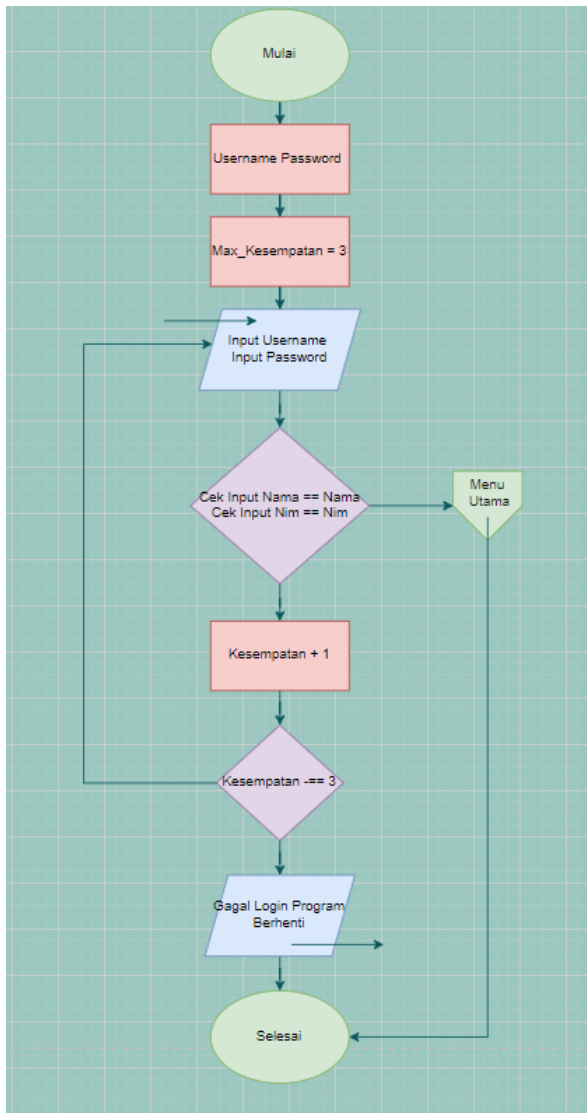 Mulai
Username Password
Max_Kesempatan = 3
Input Username
Input Password
Cek Input Nama == Nama
Cek Input Nim == Nim
Menu
Utama
Kesempatan + 1
Kesempatan -== 3
Gagal Login Program
Berhenti
Selesai